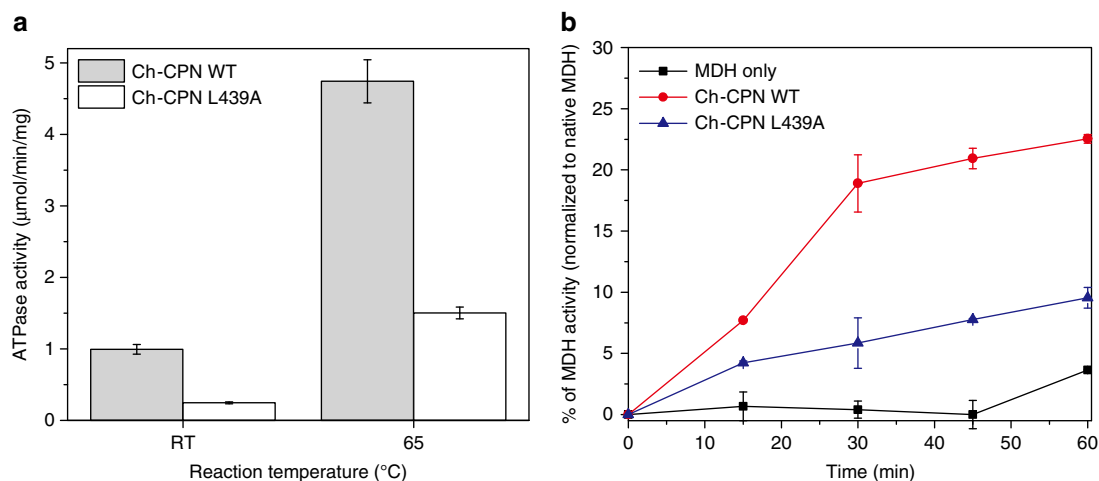 a
Ch-CPN WT
Ch-CPN L439A
ATPase activity (μmol/min/mg)
5
4
3
2
1
0
RT
65
Reaction temperature (°C)
b
MDH only
Ch-CPN WT
Ch-CPN L439A
% of MDH activity (normalized to native MDH)
30
25
20
15
10
5
0
0
10
20
30
40
50
60
Time (min)